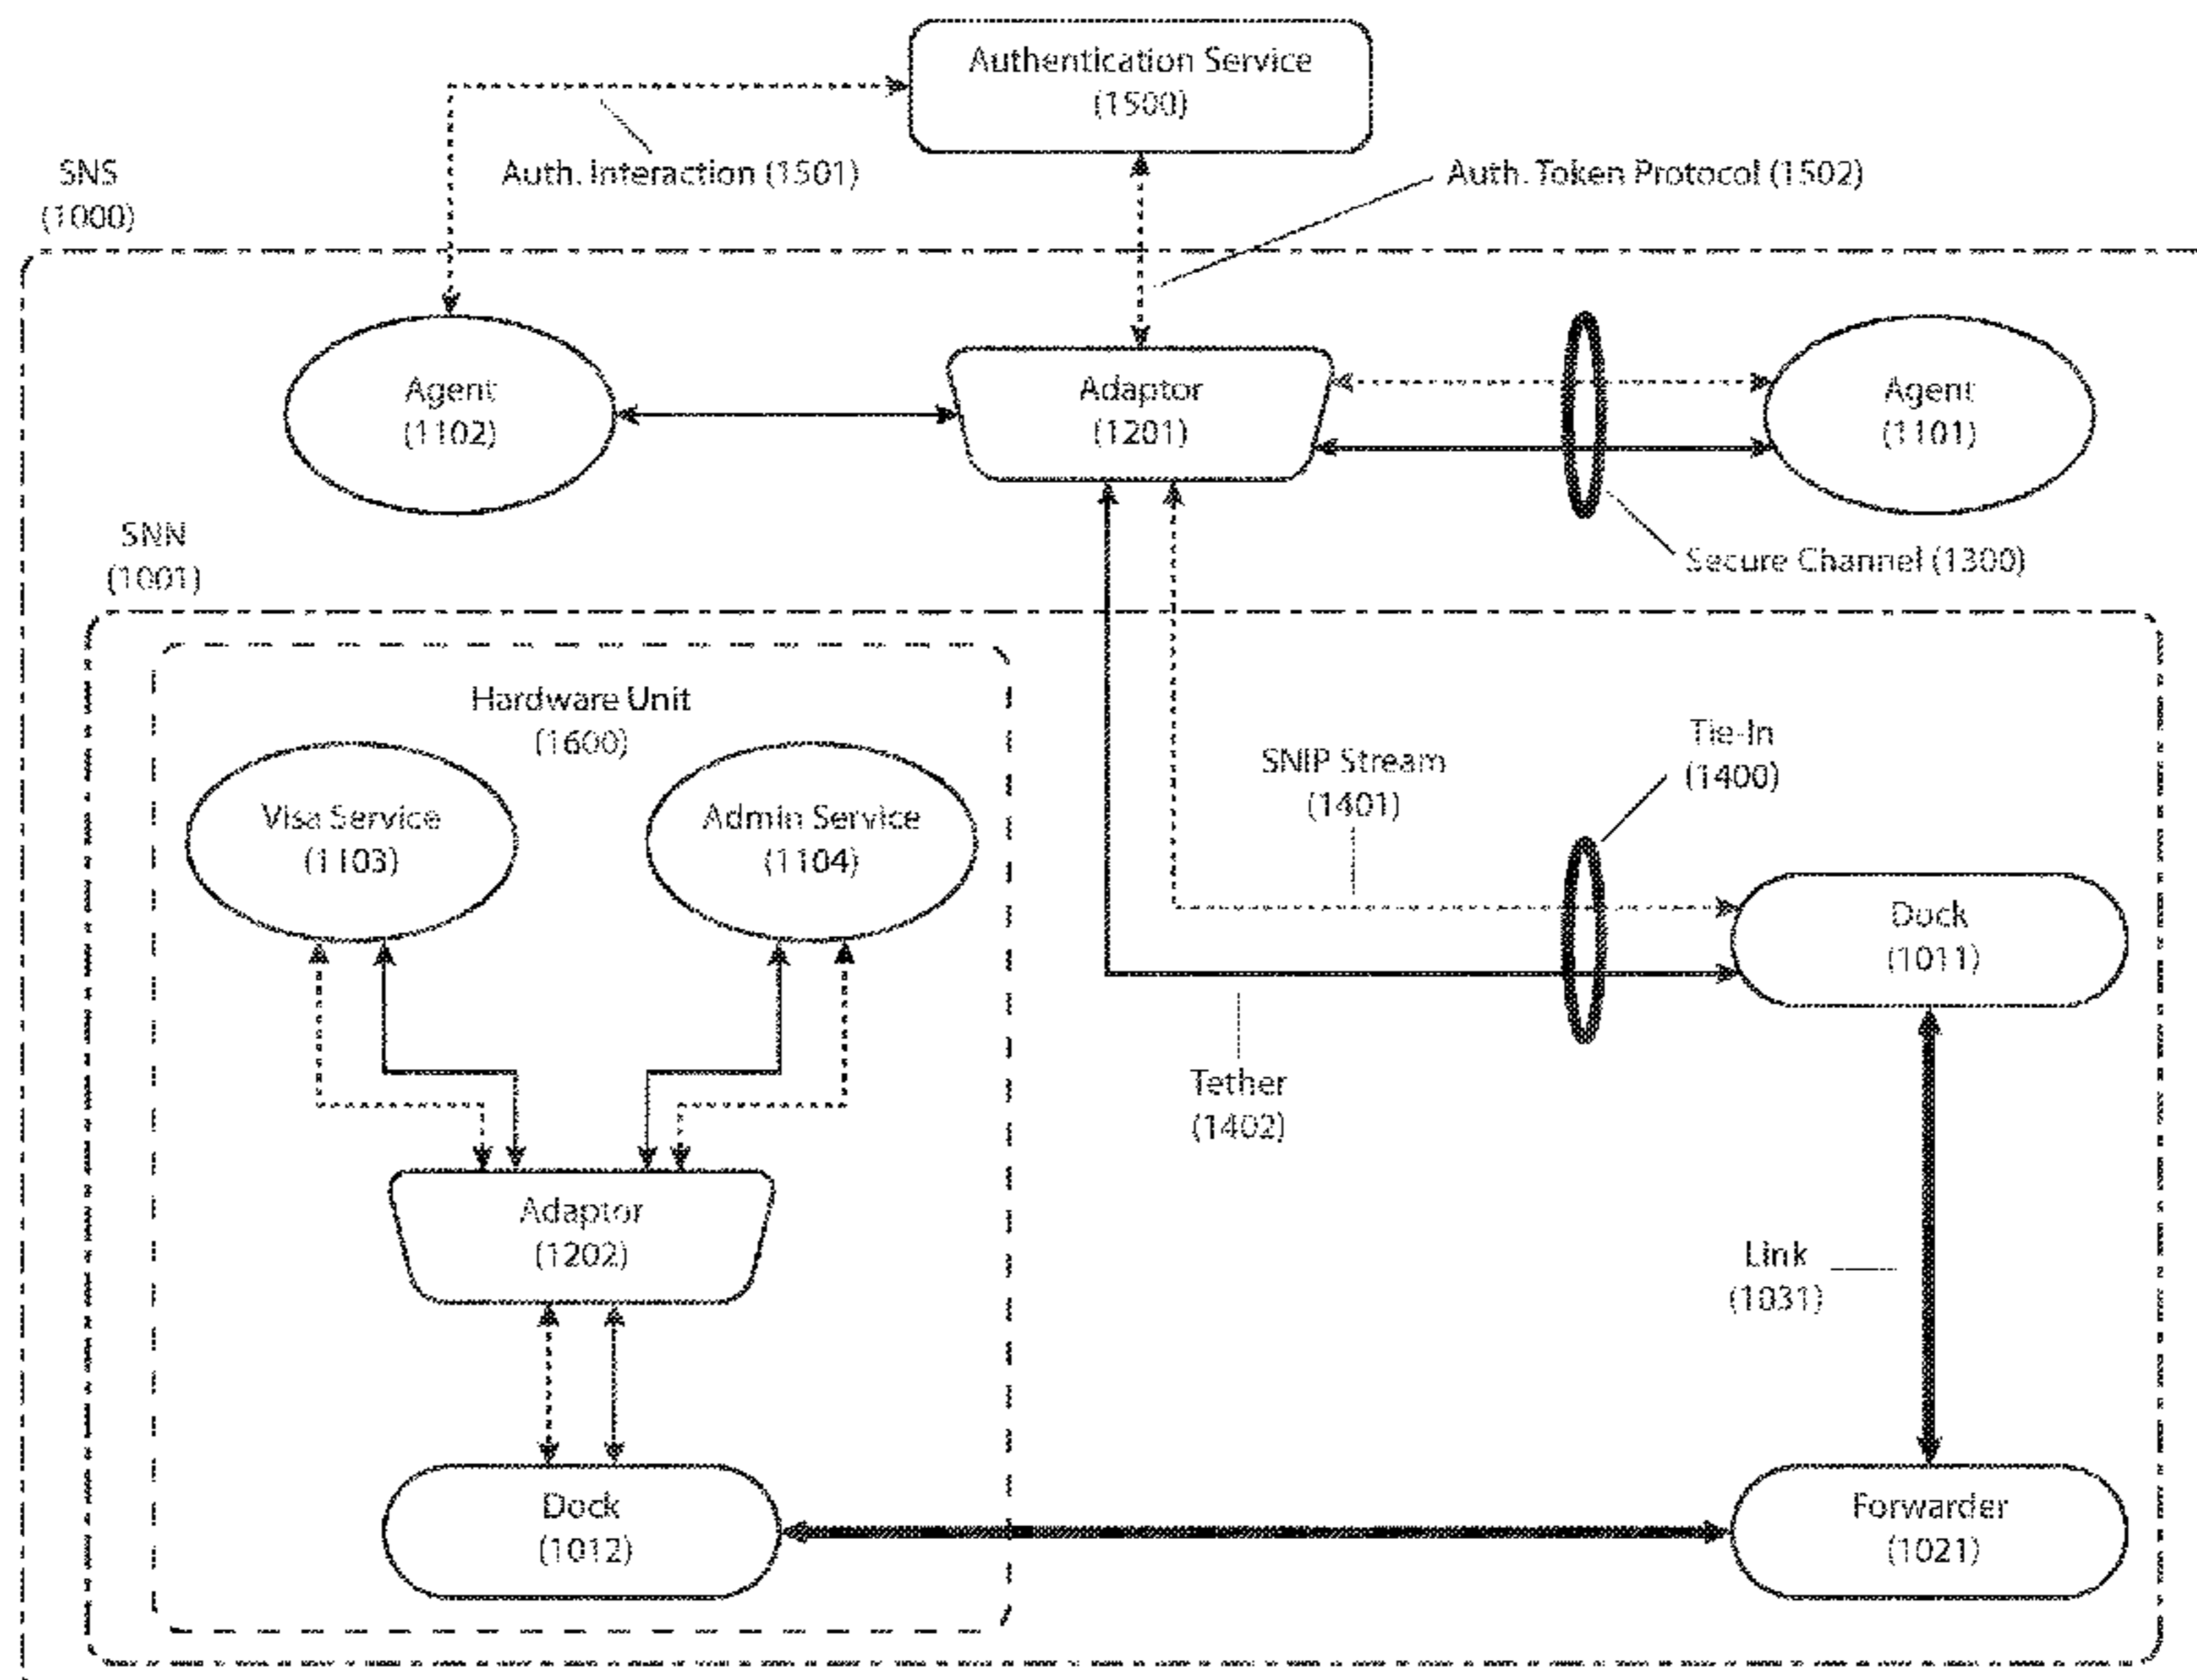 Authentication Service
(1500)
Auth. Interaction (1501)
Auth. Token Protocol (1502)
SNS
(1000)
Agent
(1102)
Adaptor
(1201)
Agent
(1101)
Secure Channel (1300)
SNN
(1001)
Hardware Unit
(1600)
Visa Service
(1103)
Admin Service
(1104)
SNIP Stream
(1401)
Tie-In
(1400)
Dock
(1011)
Tether
(1402)
Adaptor
(1202)
Link
(1031)
Dock
(1012)
Forwarder
(1021)